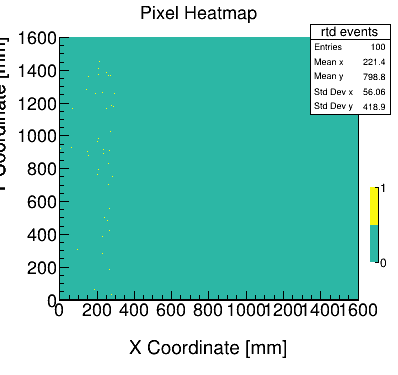 Pixel Heatmap
rtd events
Entries 100
Mean x 221.4
Mean y 798.8
Std Dev x 56.06
Std Dev y 418.9
Coordinate [mm]
1600
1400
1200
1000
800
600
400
200
0
1
0
0 200 400 600 800 1000 1200 1400 1600
X Coordinate [mm]